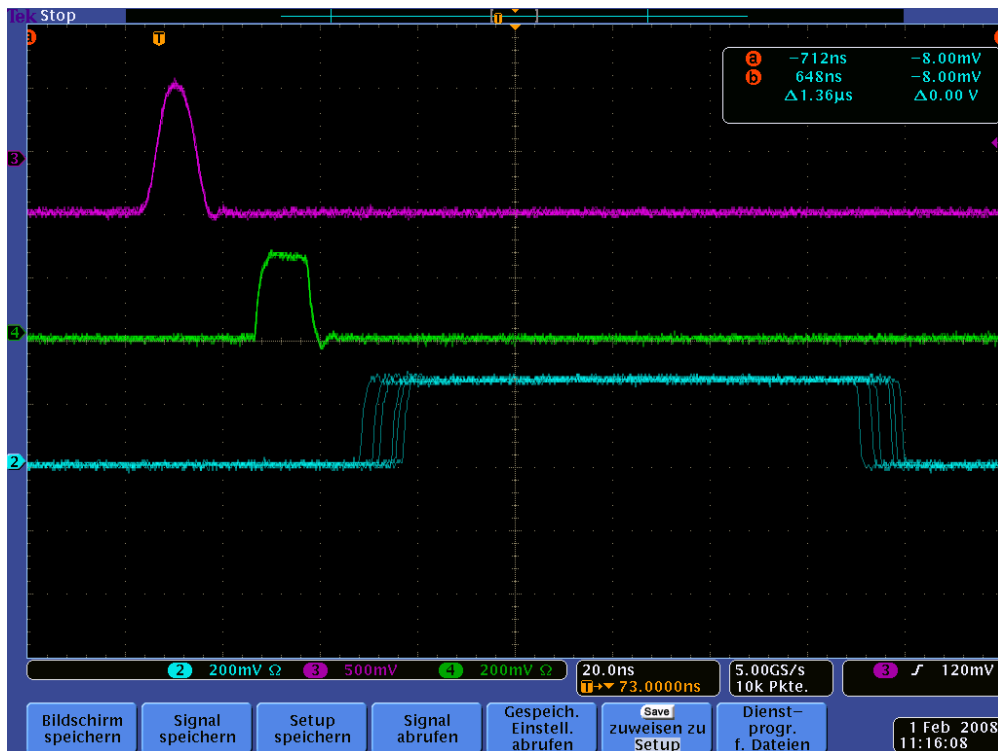 Tek Stop
T
a
T
a -712ns -8.00mV
b 648ns -8.00mV
Δ1.36µs Δ0.00 V
3
4
2
2 200mV Ω 3 500mV 4 200mV Ω
20.0ns
T→▼ 73.0000ns
5.00GS/s
10k Pkte.
3 ∫ 120mV
Bildschirm
speichern
Signal
speichern
Setup
speichern
Signal
abrufen
Gespeich.
Einstell.
abrufen
Save
zuweisen zu
Setup
Dienst-
progr.
f. Dateien
1 Feb 2008
11:16:08